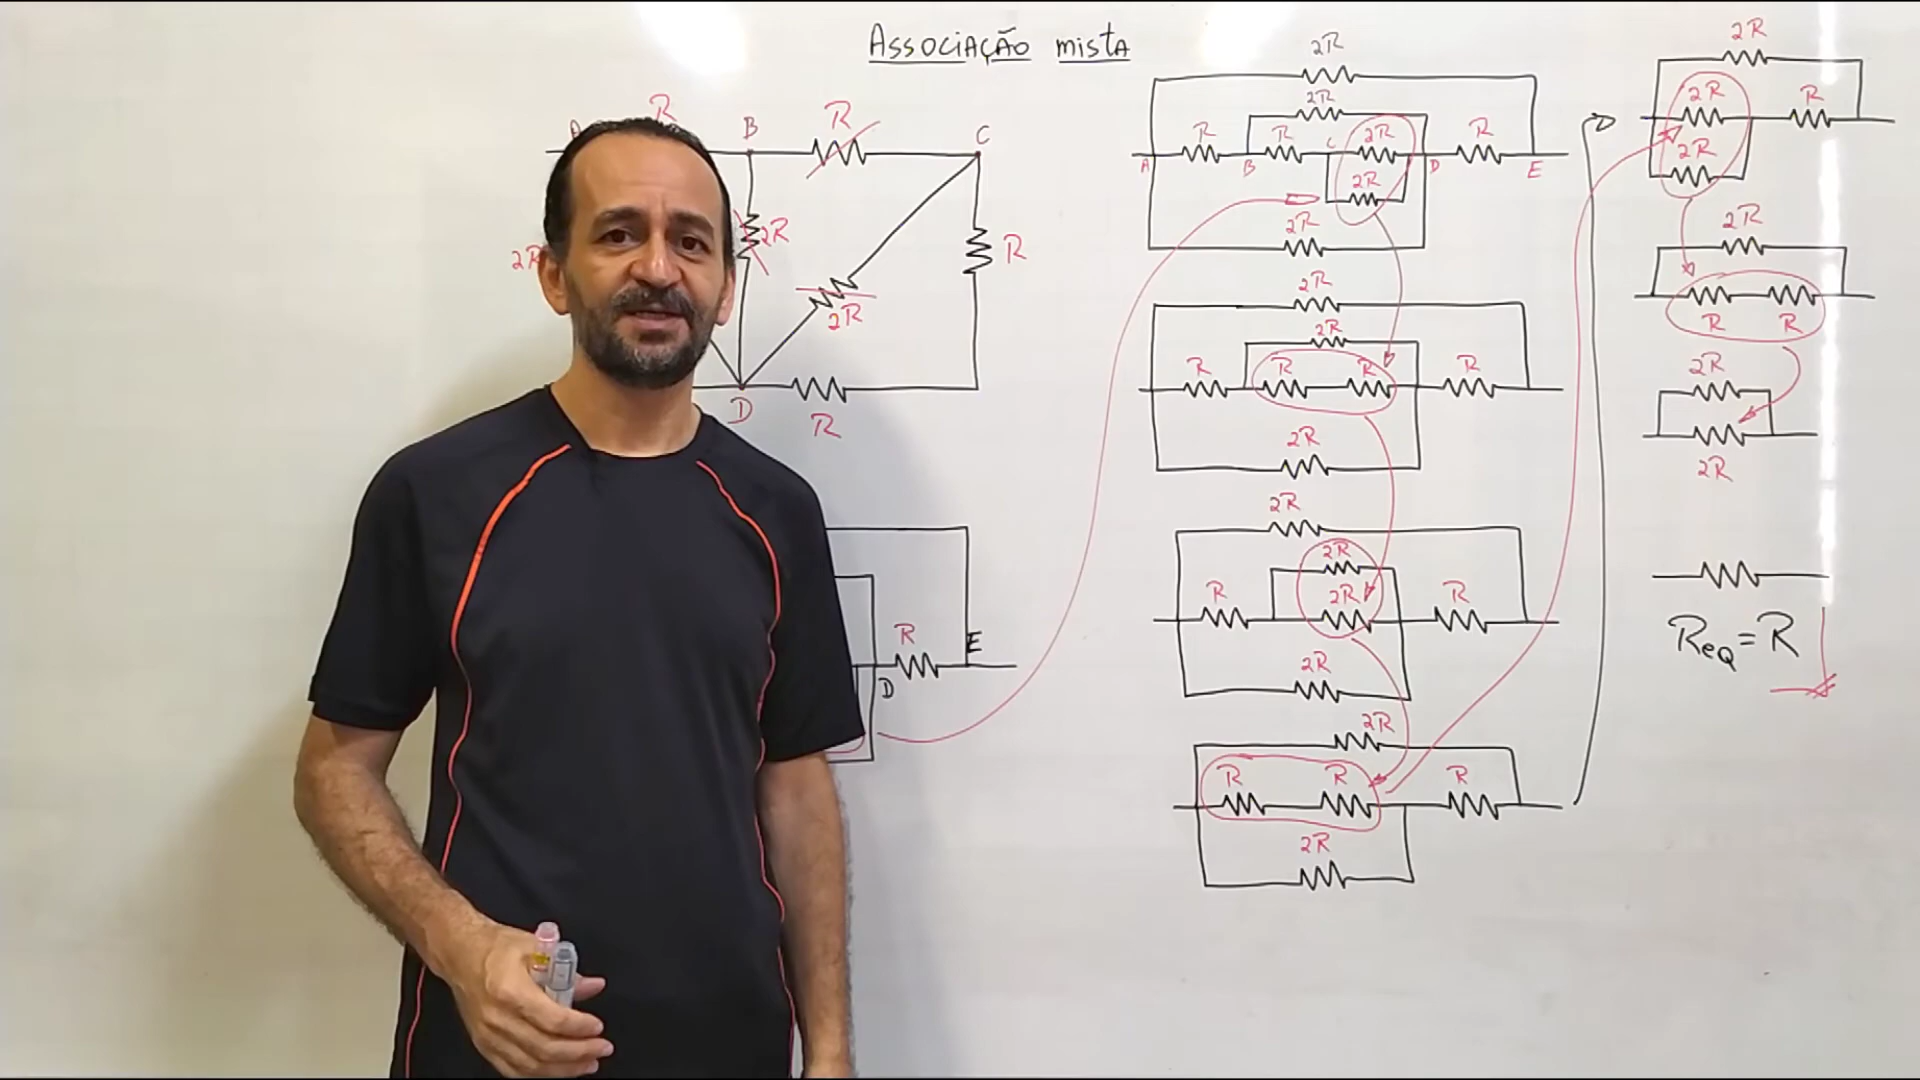 Associação mista
A R B R C
2R 2R 2R R
D R
R E
D
2R
2R
R R C 2R R
A B D E
2R
2R
2R
2R
R R R R
2R
2R
2R
R 2R R
2R
2R
R R R
2R
2R
2R R
2R
2R
R R
2R
2R
Req=R